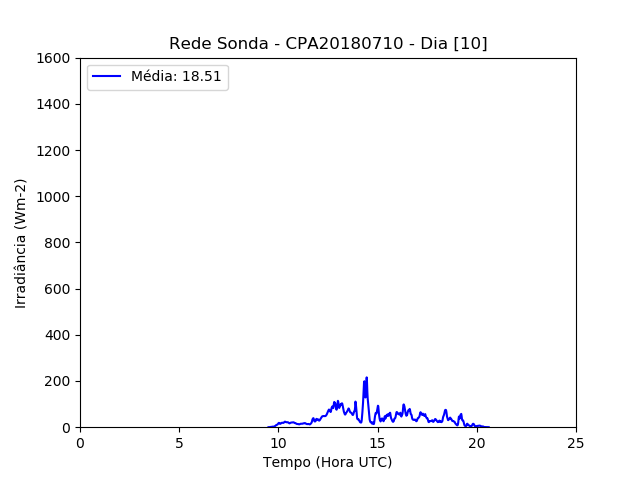 Rede Sonda - CPA20180710 - Dia [10]
Média: 18.51
Irradiância (Wm-2)
1600
1400
1200
1000
800
600
400
200
0
0 5 10 15 20 25
Tempo (Hora UTC)